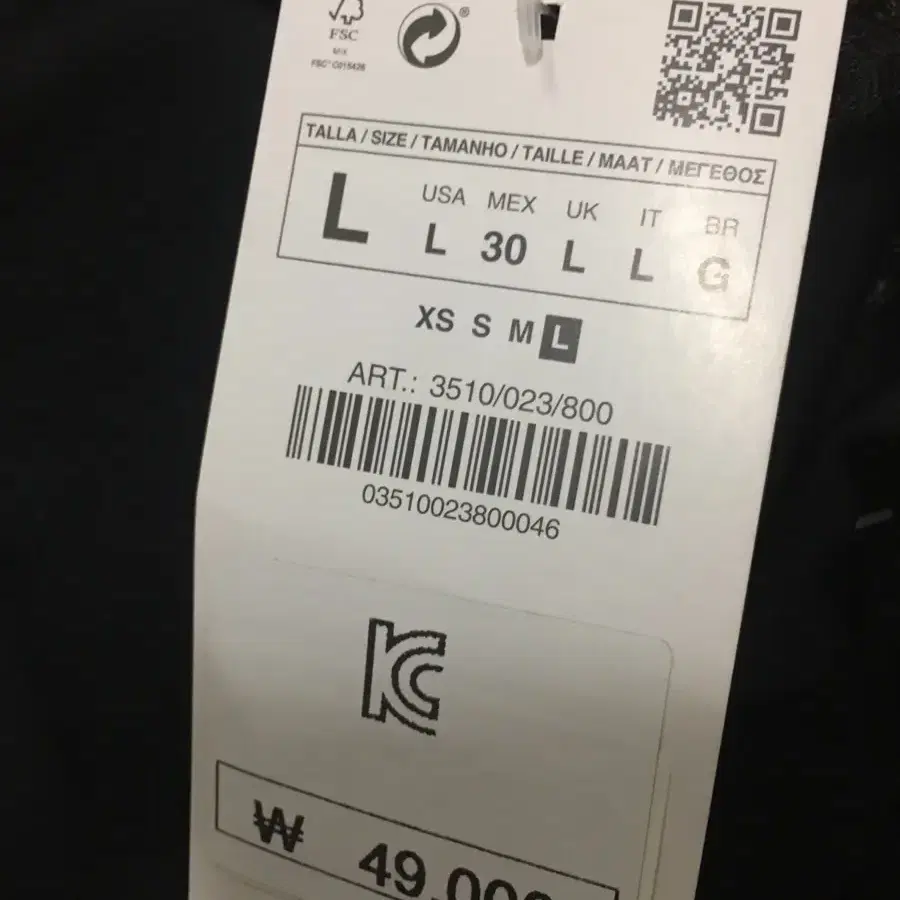 FSC
MIX
FSC® C015426
®
TALLA / SIZE / TAMANHO / TAILLE / MAAT / ΜΕΓΕΘΟΣ
USA MEX UK IT BR
L L 30 L L G
XS S M L
ART.: 3510/023/800
03510023800046
KC
₩ 49,000